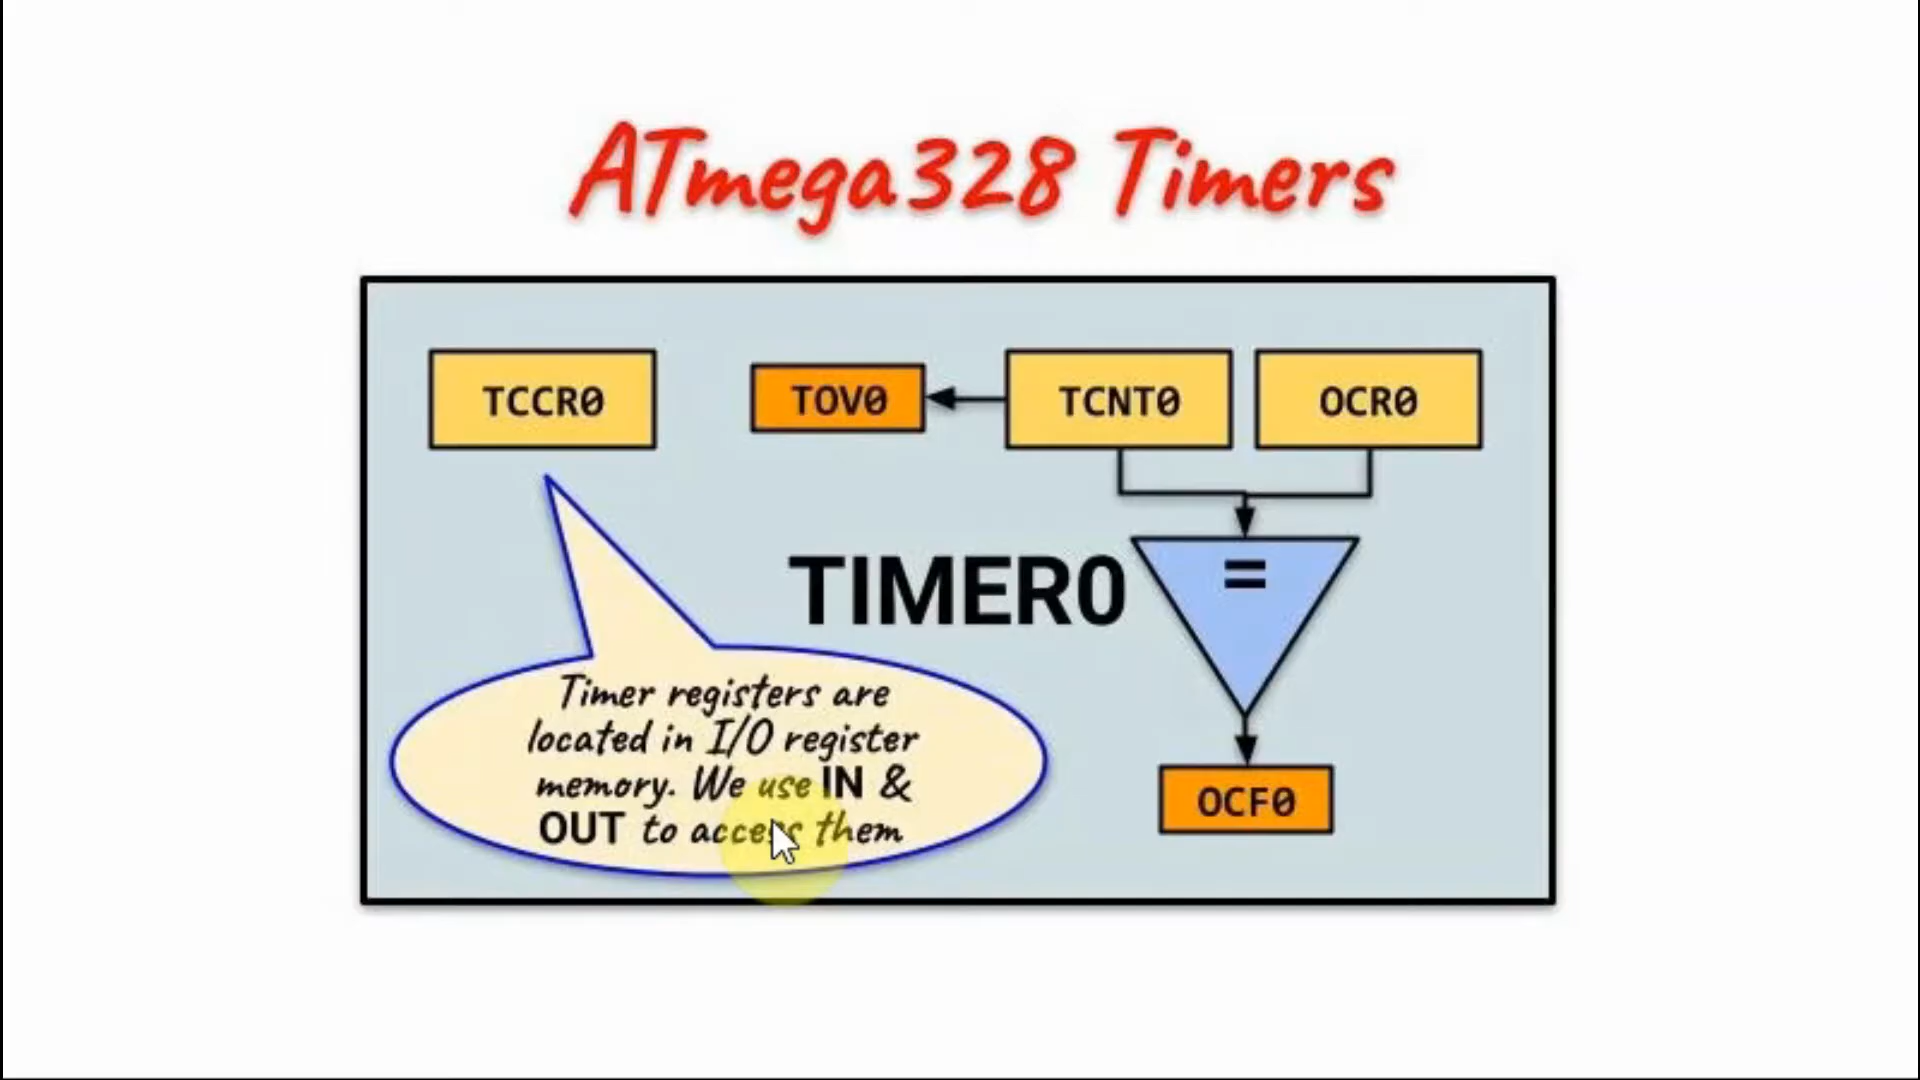 ATmega328 Timers
TCCR0
TOV0
TCNT0
OCR0
TIMER0
=
Timer registers are
located in I/O register
memory. We use IN &
OUT to access them
OCF0